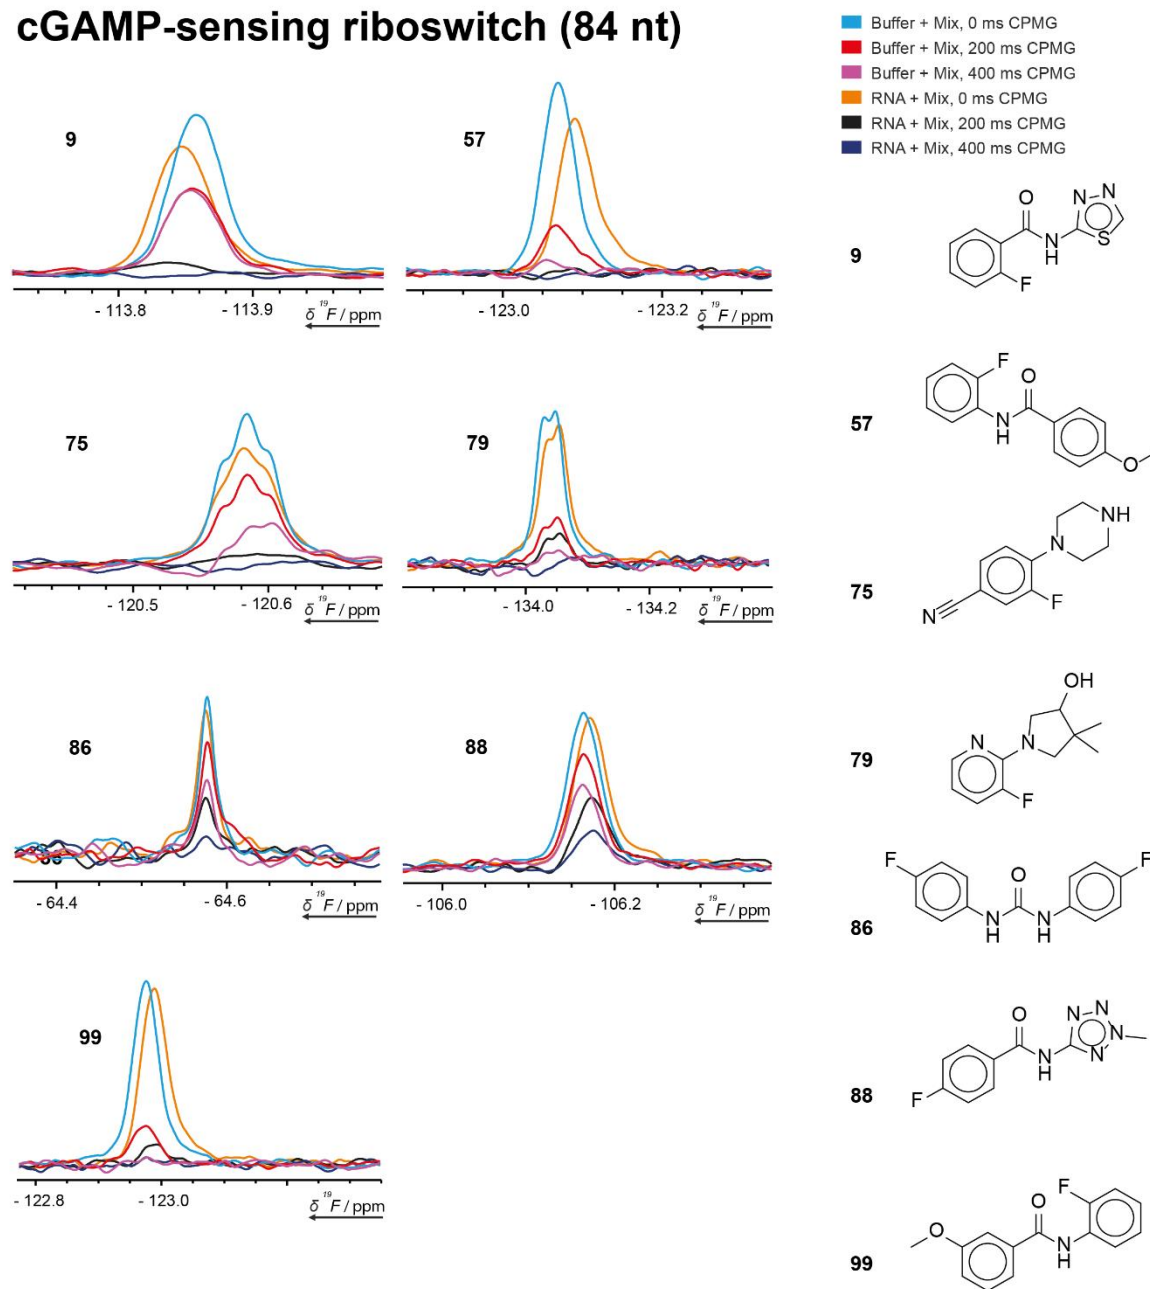 cGAMP-sensing riboswitch (84 nt)
Buffer + Mix, 0 ms CPMG
Buffer + Mix, 200 ms CPMG
Buffer + Mix, 400 ms CPMG
RNA + Mix, 0 ms CPMG
RNA + Mix, 200 ms CPMG
RNA + Mix, 400 ms CPMG
9
- 113.8 - 113.9 δ ¹⁹F / ppm
57
- 123.0 - 123.2 δ ¹⁹F / ppm
75
- 120.5 - 120.6 δ ¹⁹F / ppm
79
- 134.0 - 134.2 δ ¹⁹F / ppm
86
- 64.4 - 64.6 δ ¹⁹F / ppm
88
- 106.0 - 106.2 δ ¹⁹F / ppm
99
- 122.8 - 123.0 δ ¹⁹F / ppm
9
O
N
N
N
H
S
F
57
F
O
N
H
O
75
NH
N
F
N
79
OH
N
N
F
86
F
F
O
N
H
N
H
88
O
N
N
N
H
N
N
F
99
F
O
O
N
H